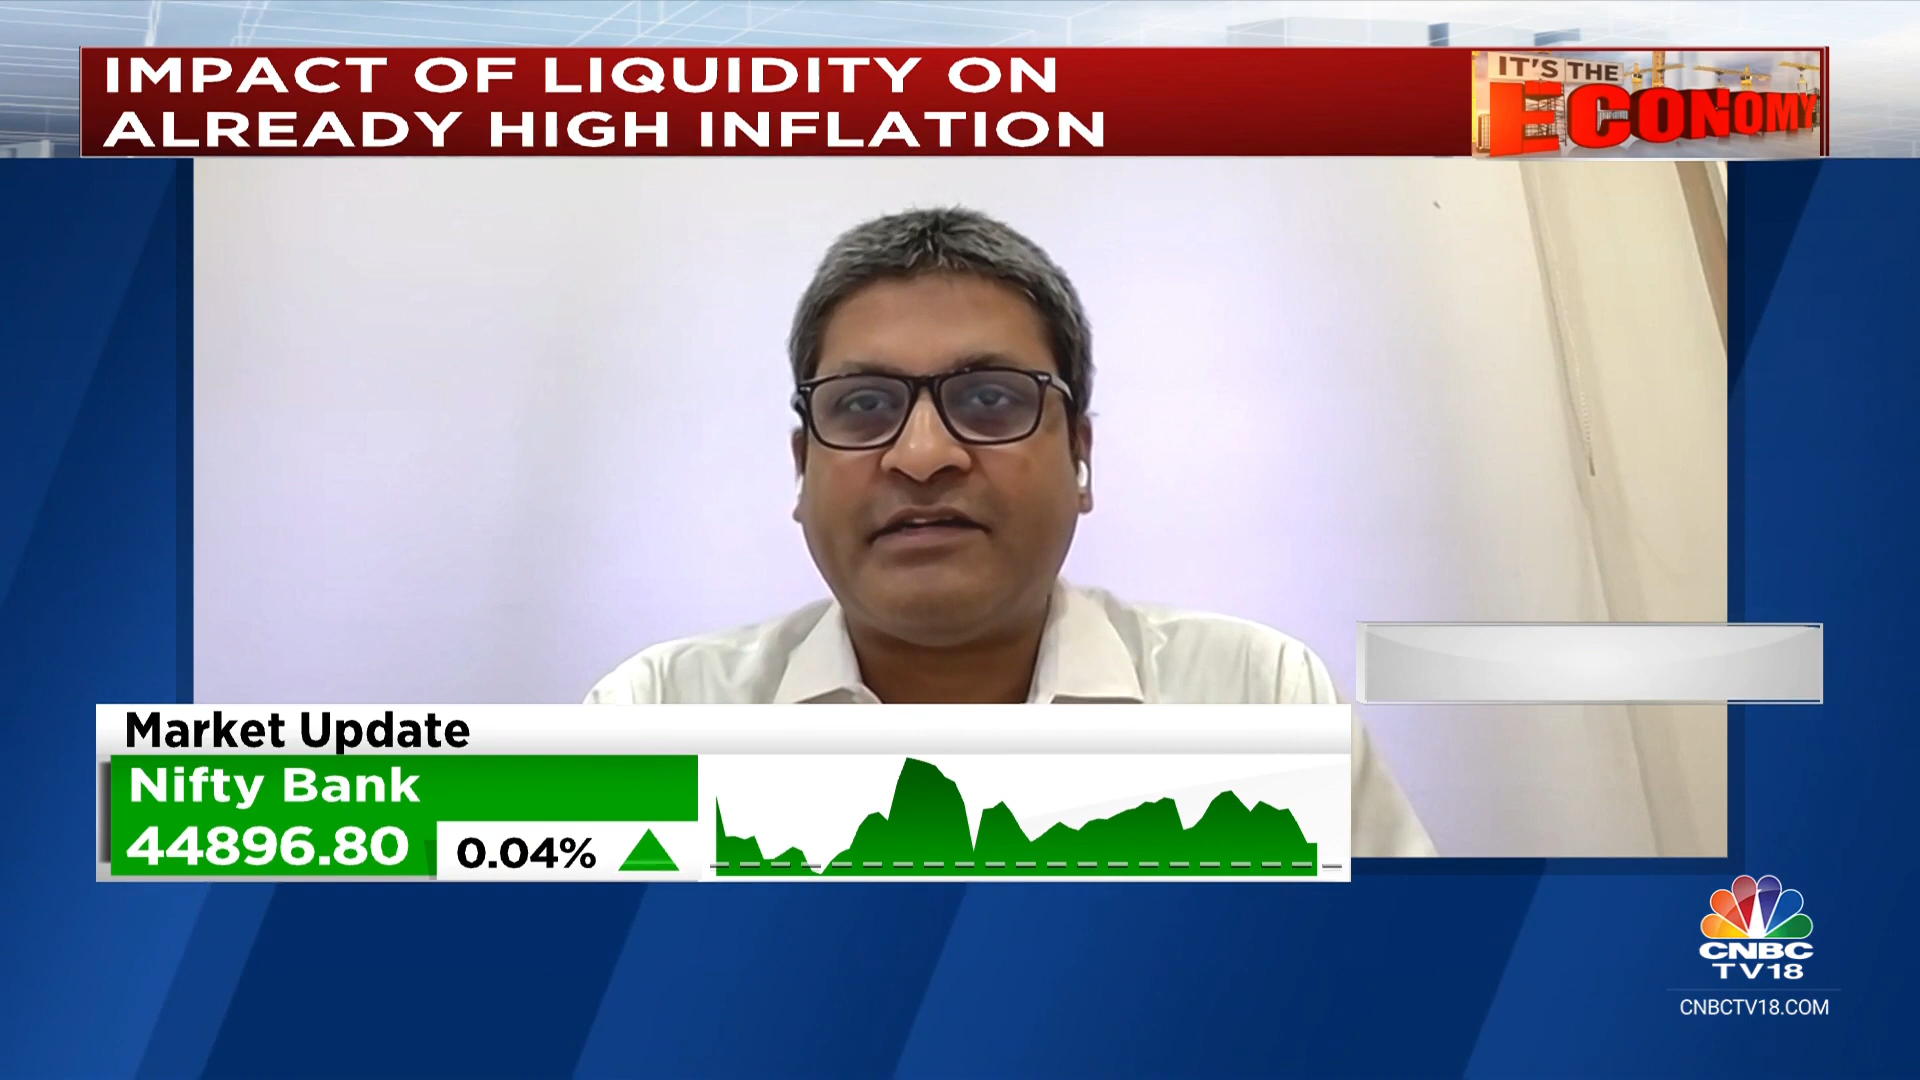 IMPACT OF LIQUIDITY ON
ALREADY HIGH INFLATION
IT'S THE
ECONOMY
Market Update
Nifty Bank
44896.80
0.04%
CNBC
TV18
CNBCTV18.COM